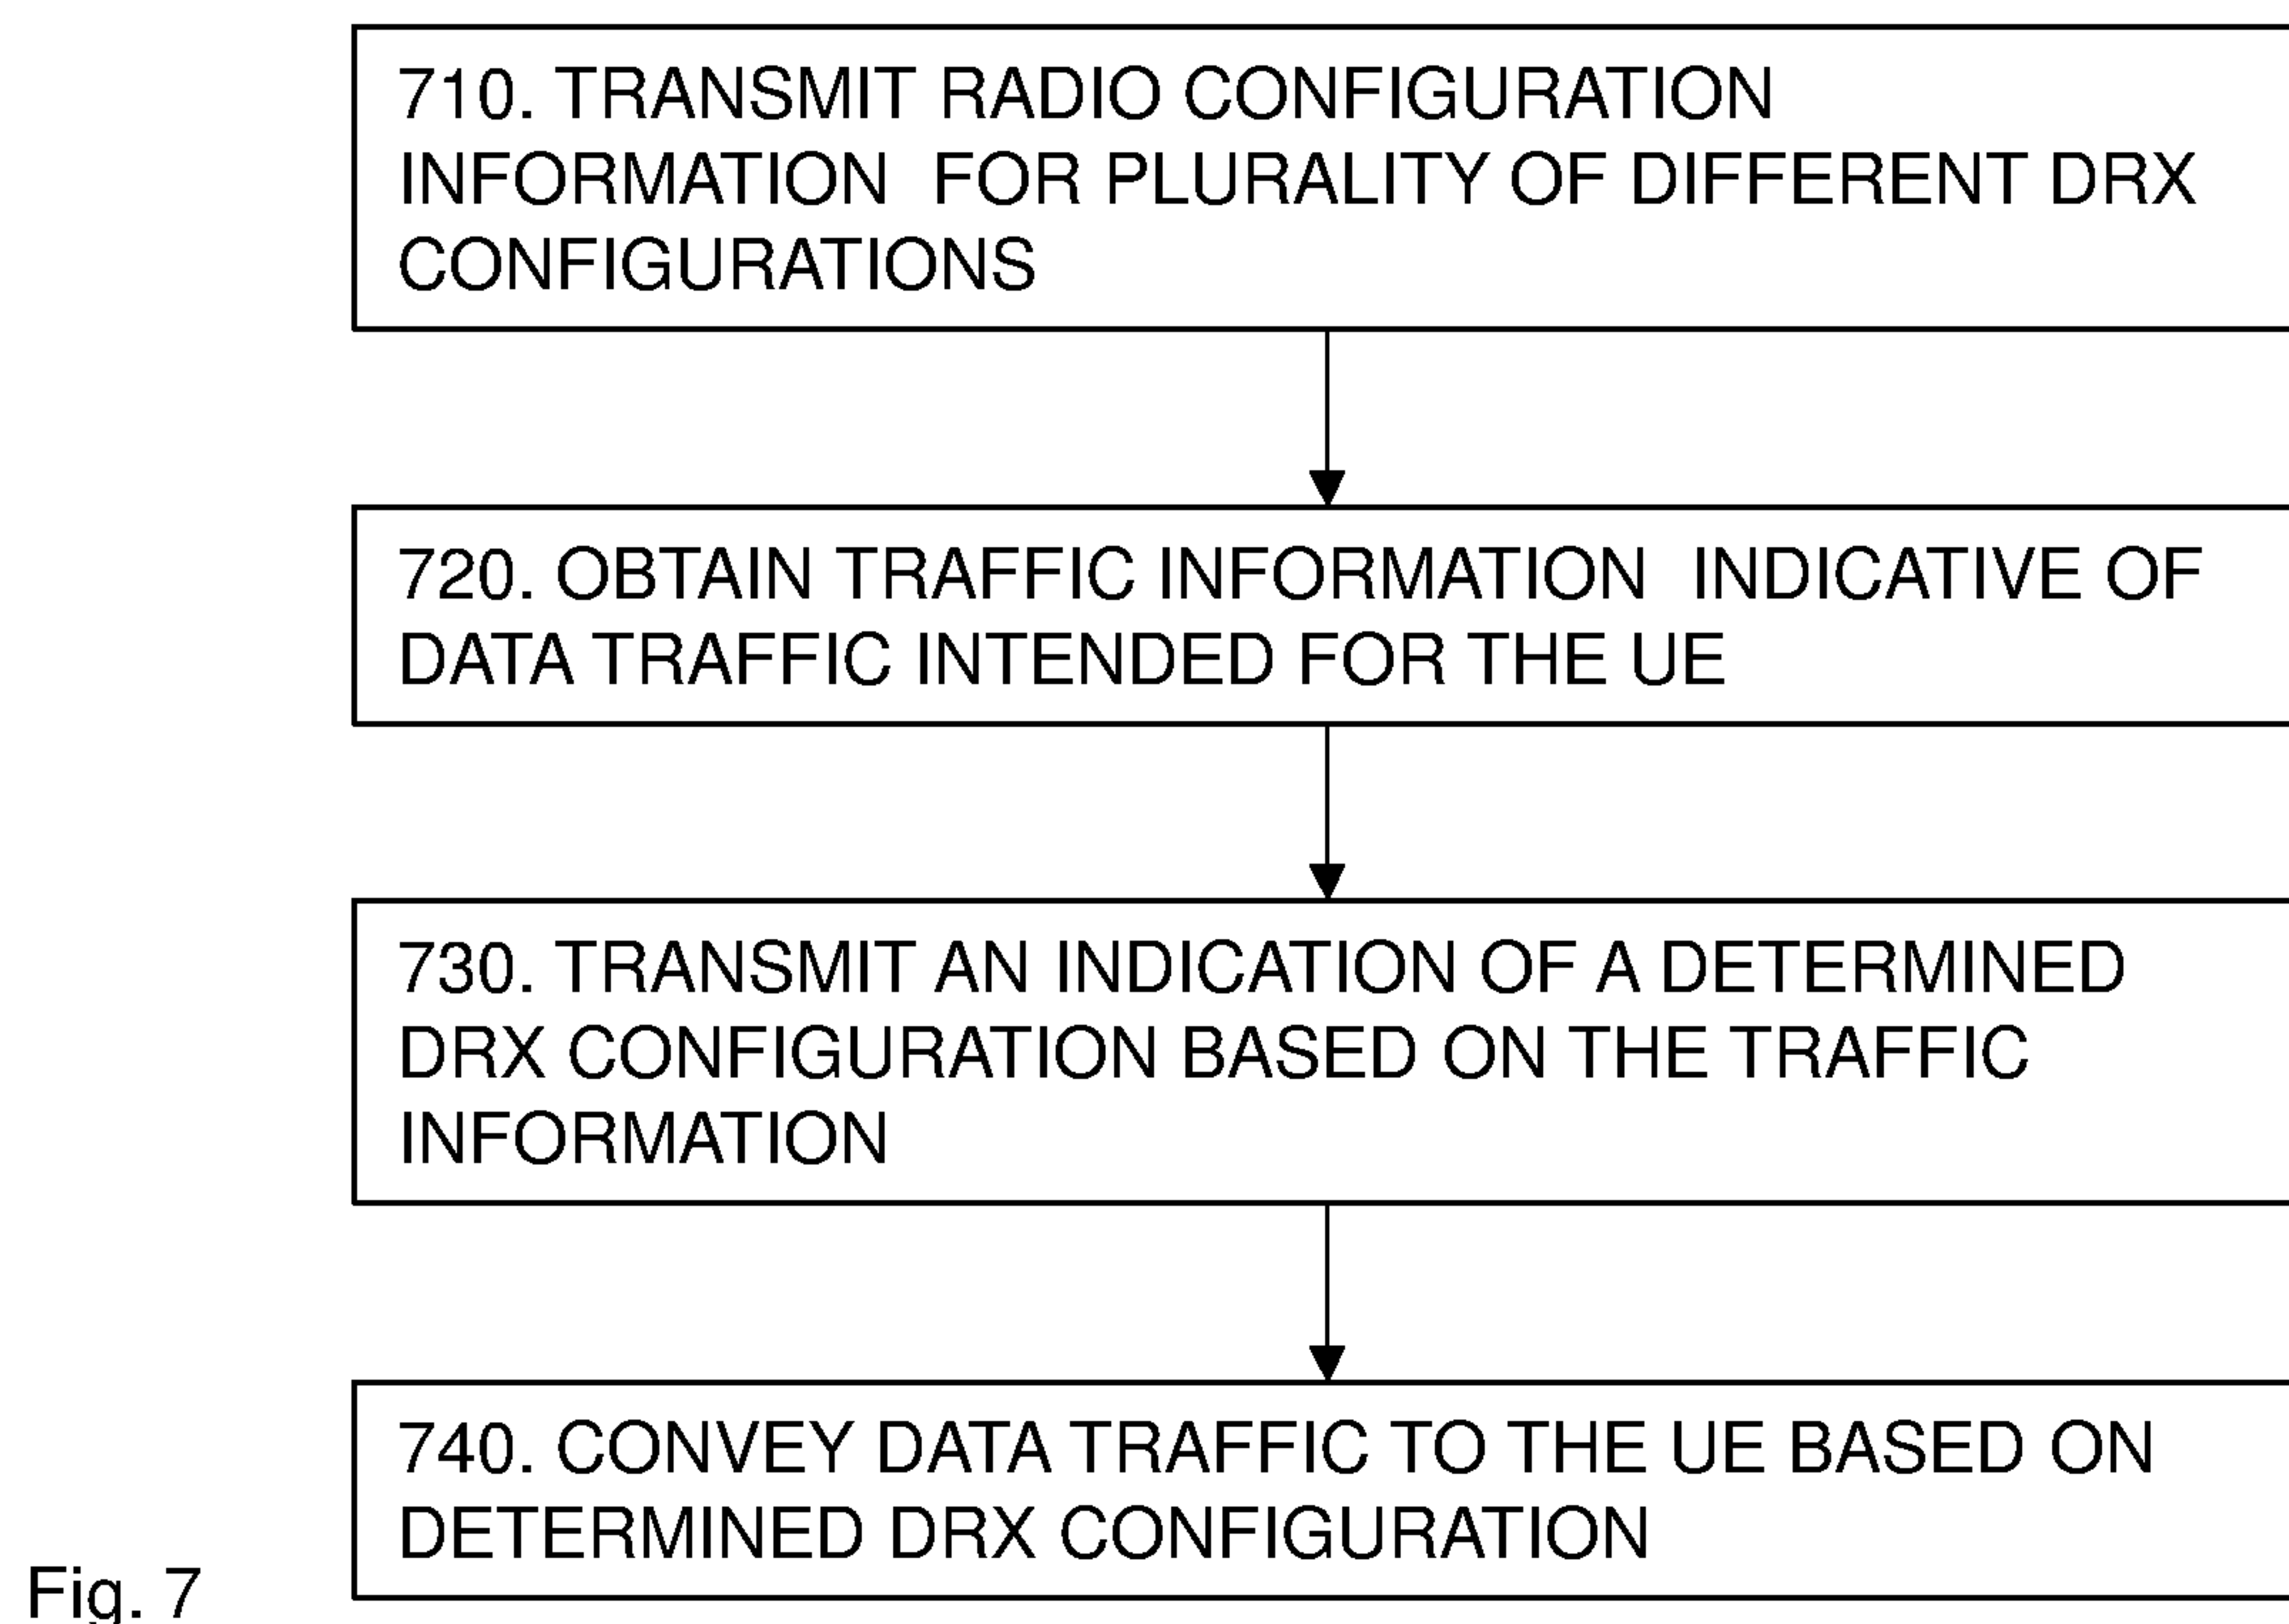 710. TRANSMIT RADIO CONFIGURATION
INFORMATION FOR PLURALITY OF DIFFERENT DRX
CONFIGURATIONS
720. OBTAIN TRAFFIC INFORMATION INDICATIVE OF
DATA TRAFFIC INTENDED FOR THE UE
730. TRANSMIT AN INDICATION OF A DETERMINED
DRX CONFIGURATION BASED ON THE TRAFFIC
INFORMATION
740. CONVEY DATA TRAFFIC TO THE UE BASED ON
DETERMINED DRX CONFIGURATION
Fig. 7